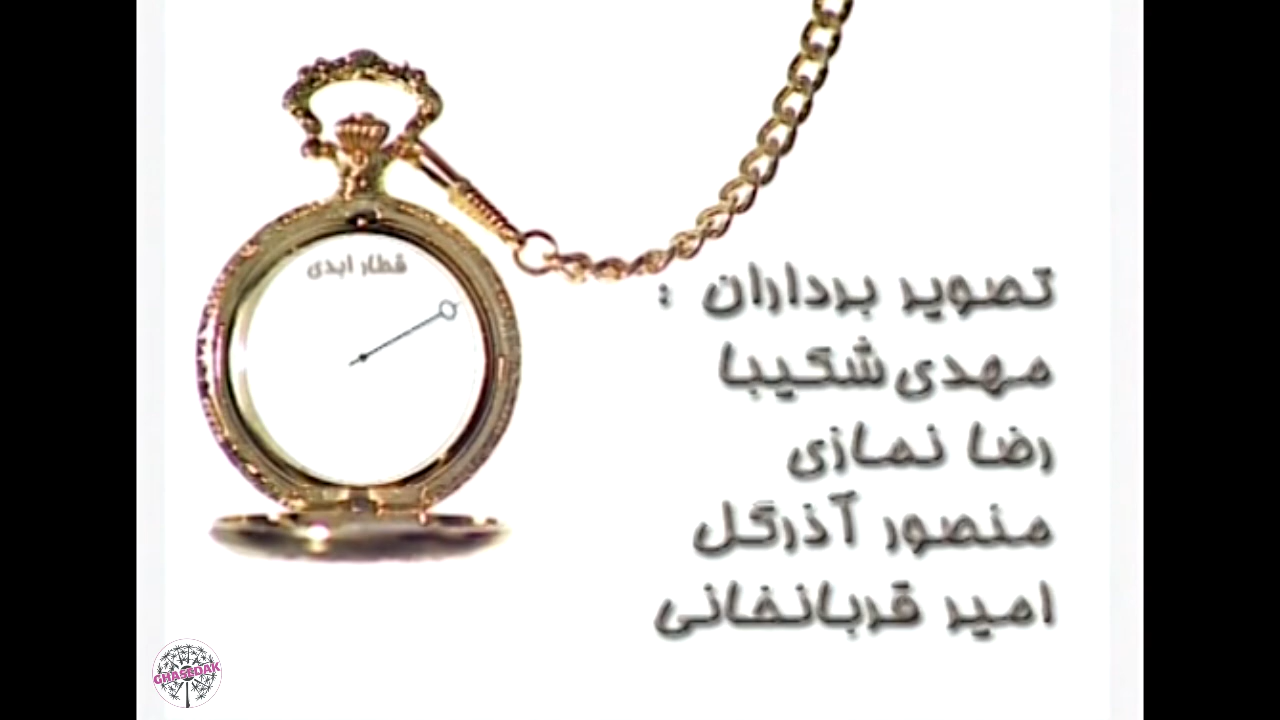 قطار ابدی
تصویر برداران :
مهدی شکیبا
رضا نمازی
منصور آذرگل
امیر قربانخانی
GHASEDAK